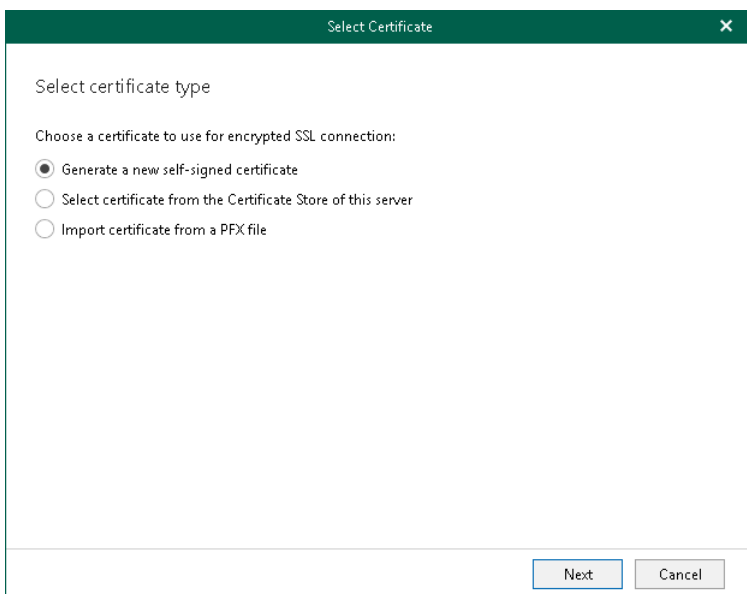 Select Certificate
Select certificate type
Choose a certificate to use for encrypted SSL connection:
Generate a new self-signed certificate
Select certificate from the Certificate Store of this server
Import certificate from a PFX file
Next Cancel